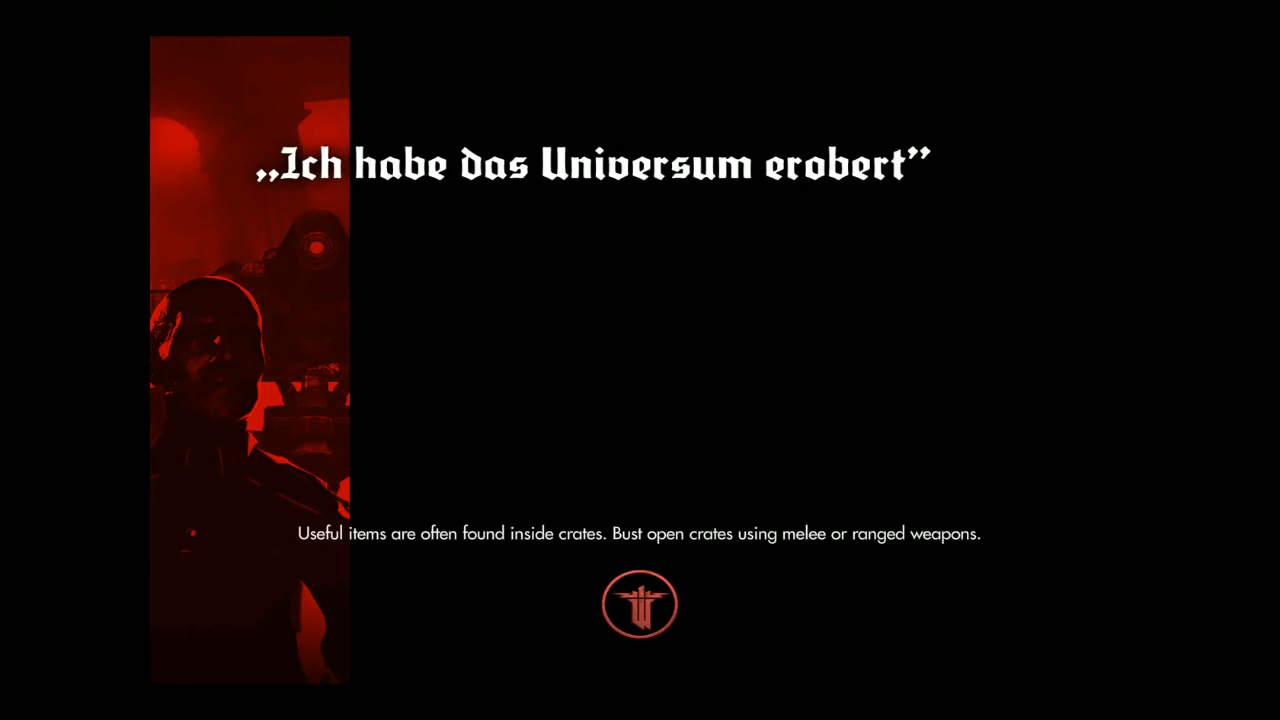 „Ich habe das Universum erobert”
Useful items are often found inside crates. Bust open crates using melee or ranged weapons.